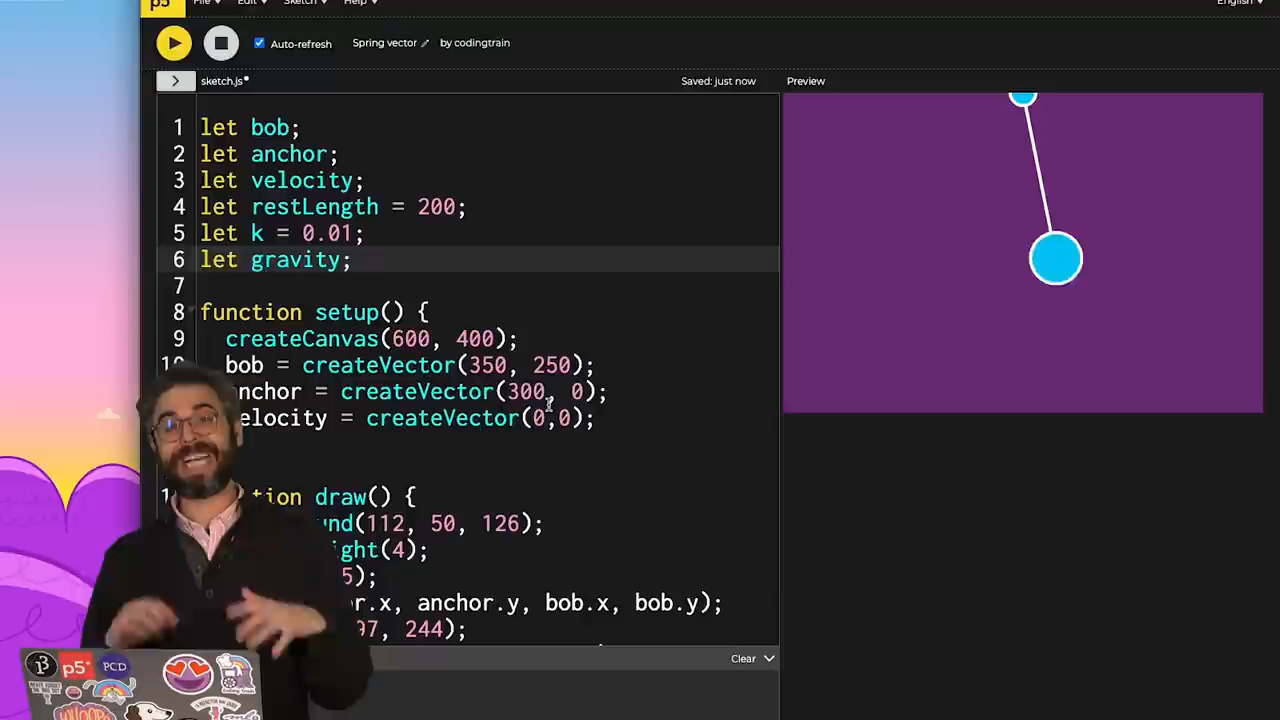 p5 File Edit Sketch Help English
Auto-refresh Spring vector by codingtrain
sketch.js Saved: just now Preview
1 let bob;
2 let anchor;
3 let velocity;
4 let restLength = 200;
5 let k = 0.01;
6 let gravity;
7
8 function setup() {
9 createCanvas(600, 400);
10 bob = createVector(350, 250);
nchor = createVector(300, 0);
elocity = createVector(0,0);
tion draw() {
und(112, 50, 126);
ight(4);
5);
r.x, anchor.y, bob.x, bob.y);
97, 244);
Clear
p5* PCD